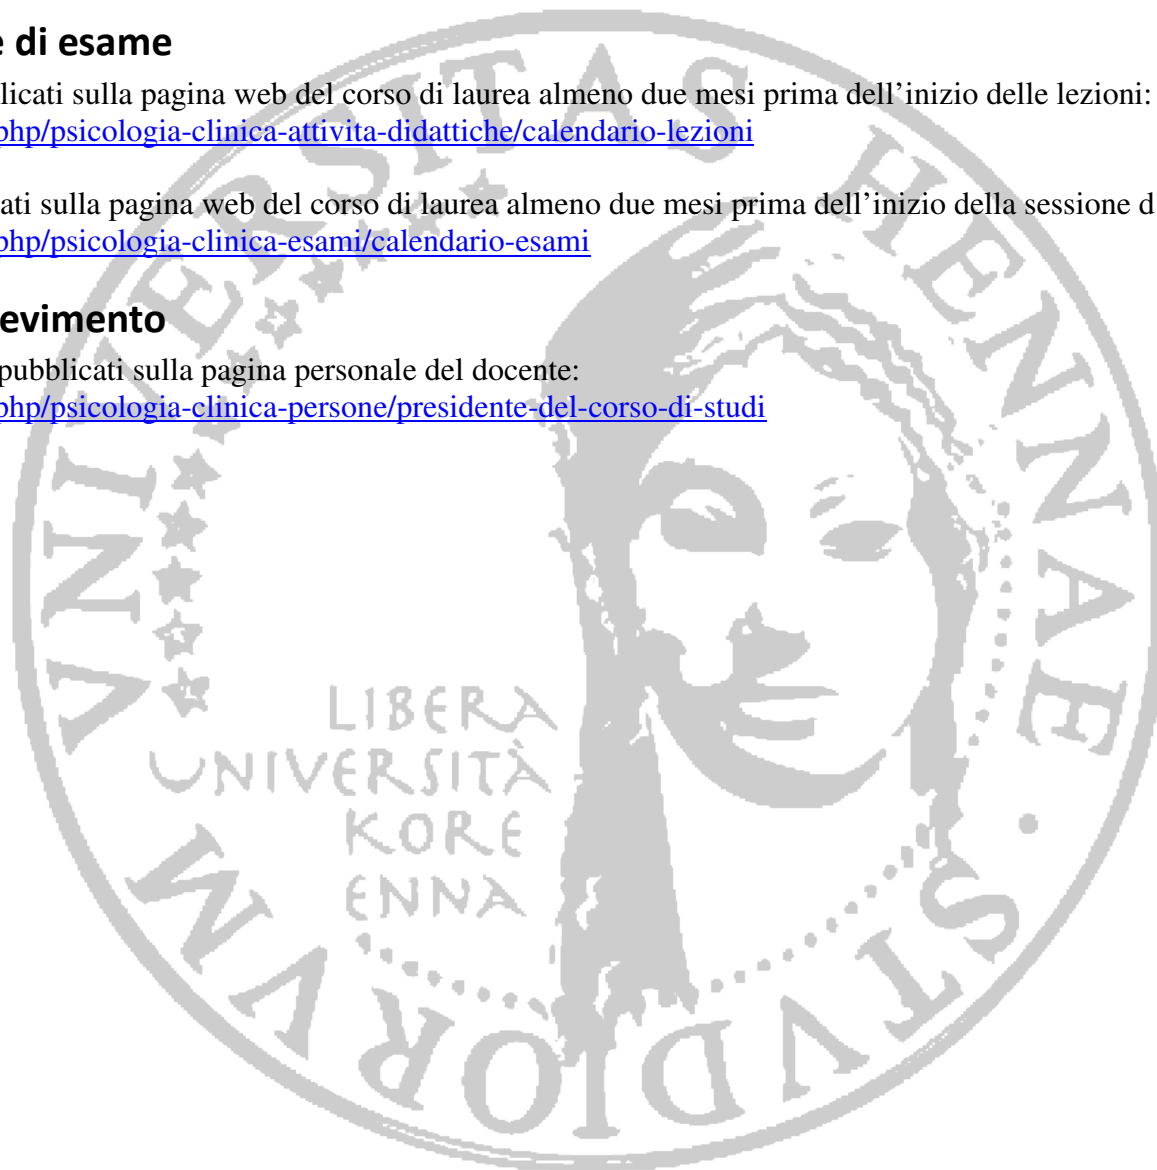 e di esame
licati sulla pagina web del corso di laurea almeno due mesi prima dell’inizio delle lezioni:
php/psicologia-clinica-attivita-didattiche/calendario-lezioni
ati sulla pagina web del corso di laurea almeno due mesi prima dell’inizio della sessione d
php/psicologia-clinica-esami/calendario-esami
evimento
pubblicati sulla pagina personale del docente:
php/psicologia-clinica-persone/presidente-del-corso-di-studi
VNIVERSITAS HENNAE • STVDIORVM
LIBERA
UNIVERSITÀ
KORE
ENNA